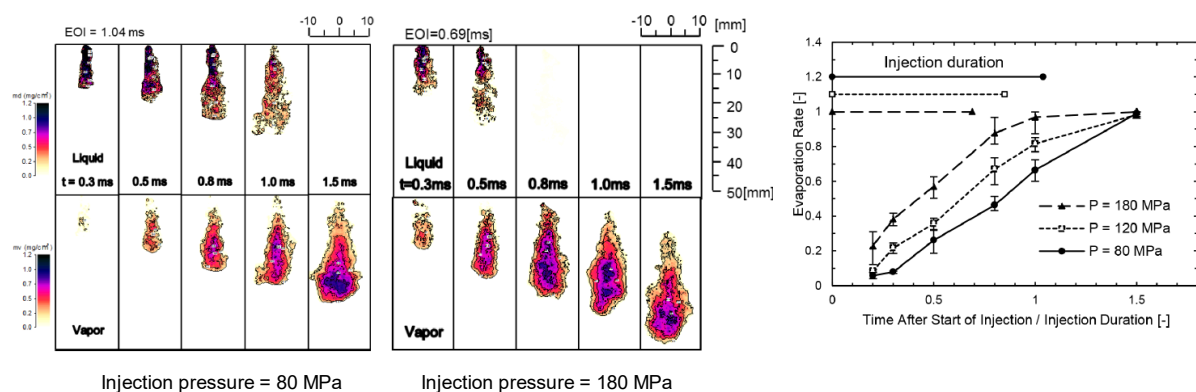 -10 0 10
EOI = 1.04 ms
md (mg/cm²)
1.2
1.0
0.7
0.5
0.2
0.0
Liquid
t = 0.3 ms 0.5 ms 0.8 ms 1.0 ms 1.5 ms
mv (mg/cm²)
1.2
1.0
0.7
0.5
0.2
0.0
Vapor
Injection pressure = 80 MPa
-10 0 10 [mm]
EOI=0.69[ms]
0
10
20
30
40
50[mm]
Liquid
t=0.3ms 0.5ms 0.8ms 1.0ms 1.5ms
Vapor
Injection pressure = 180 MPa
1.4
1.2
1
0.8
0.6
0.4
0.2
0
Evaporation Rate [-]
Injection duration
P = 180 MPa
P = 120 MPa
P = 80 MPa
0 0.5 1.0 1.5
Time After Start of Injection / Injection Duration [-]